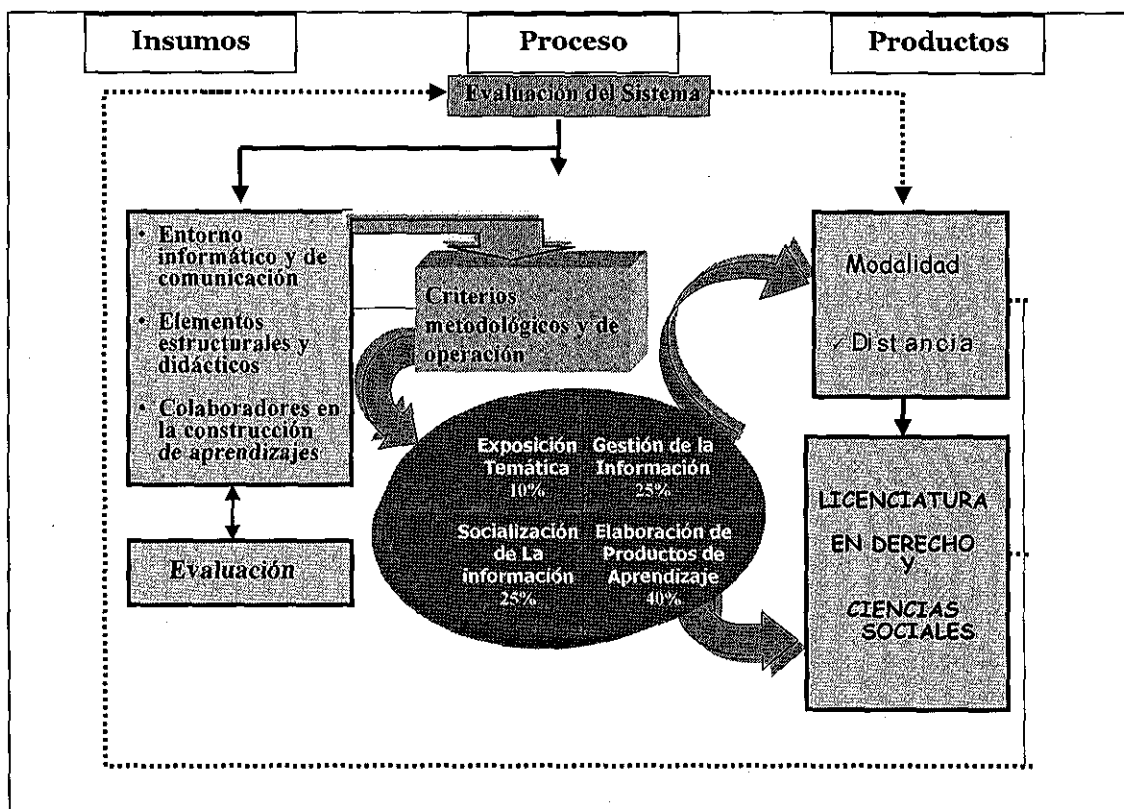 Insumos
Proceso
Productos
Evaluación del Sistema
• Entorno
informático y de
comunicación
• Elementos
estructurales y
didácticos
• Colaboradores en
la construcción
de aprendizajes
Evaluación
Criterios
metodológicos y de
operación
Exposición
Temática
10%
Gestión de la
Información
25%
Socialización
de La
información
25%
Elaboración de
Productos de
Aprendizaje
40%
Modalidad
✓Distancia
LICENCIATURA
EN DERECHO
Y
CIENCIAS
SOCIALES